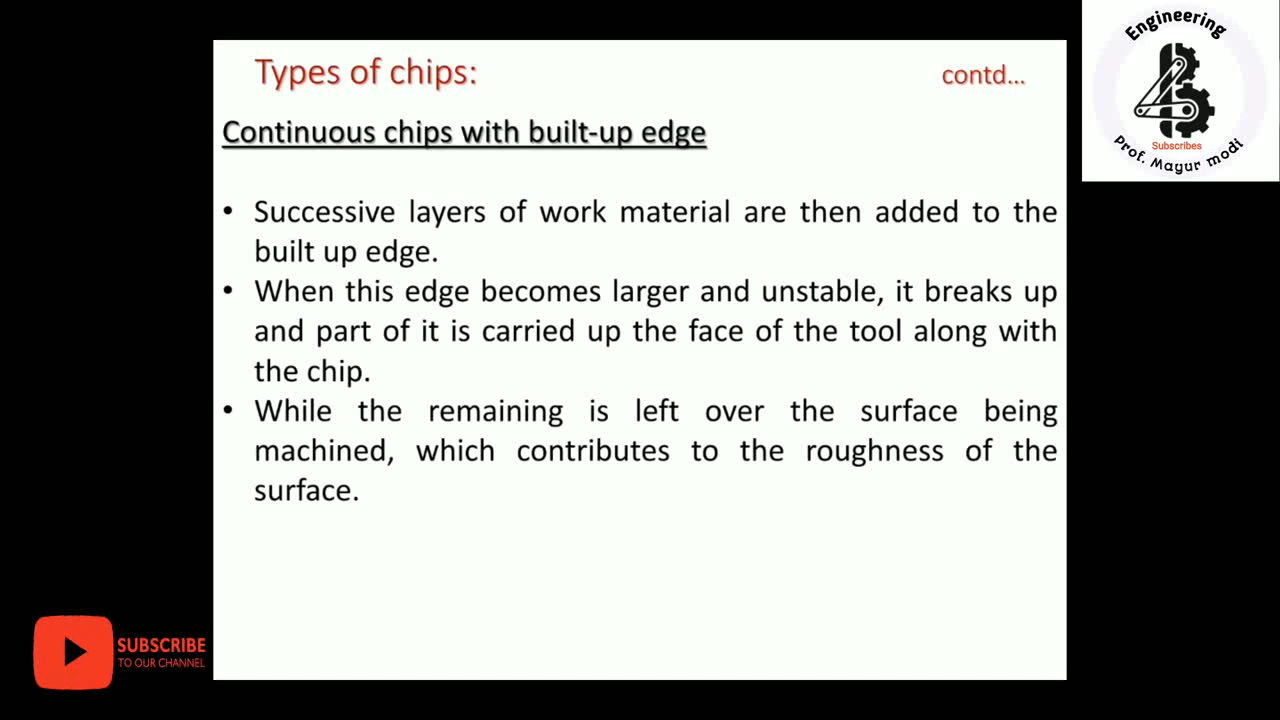 Engineering
Subscribes
Prof. Mayur modi
Types of chips:
contd...
Continuous chips with built-up edge
• Successive layers of work material are then added to the
built up edge.
• When this edge becomes larger and unstable, it breaks up
and part of it is carried up the face of the tool along with
the chip.
• While the remaining is left over the surface being
machined, which contributes to the roughness of the
surface.
SUBSCRIBE
TO OUR CHANNEL